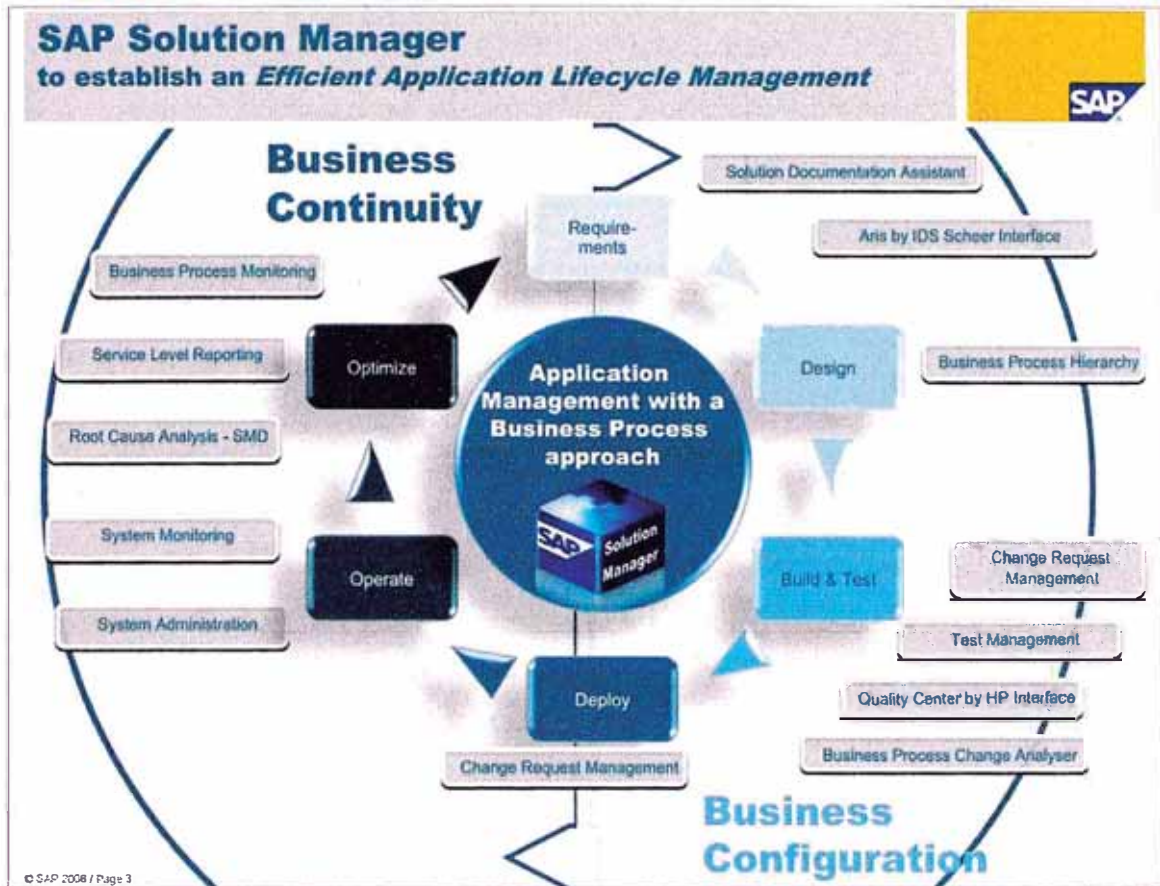 SAP Solution Manager
to establish an Efficient Application Lifecycle Management
SAP
Business
Continuity
Solution Documentation Assistant
Require-
ments
Aris by IDS Scheer Interface
Business Process Monitoring
Service Level Reporting
Optimize
Application
Management with a
Business Process
approach
Design
Business Process Hierarchy
Root Cause Analysis - SMD
System Monitoring
Operate
SAP
Solution
Manager
Build & Test
Change Request
Management
System Administration
Test Management
Deploy
Quality Center by HP Interface
Change Request Management
Business Process Change Analyser
Business
Configuration
© SAP 2008 / Page 3